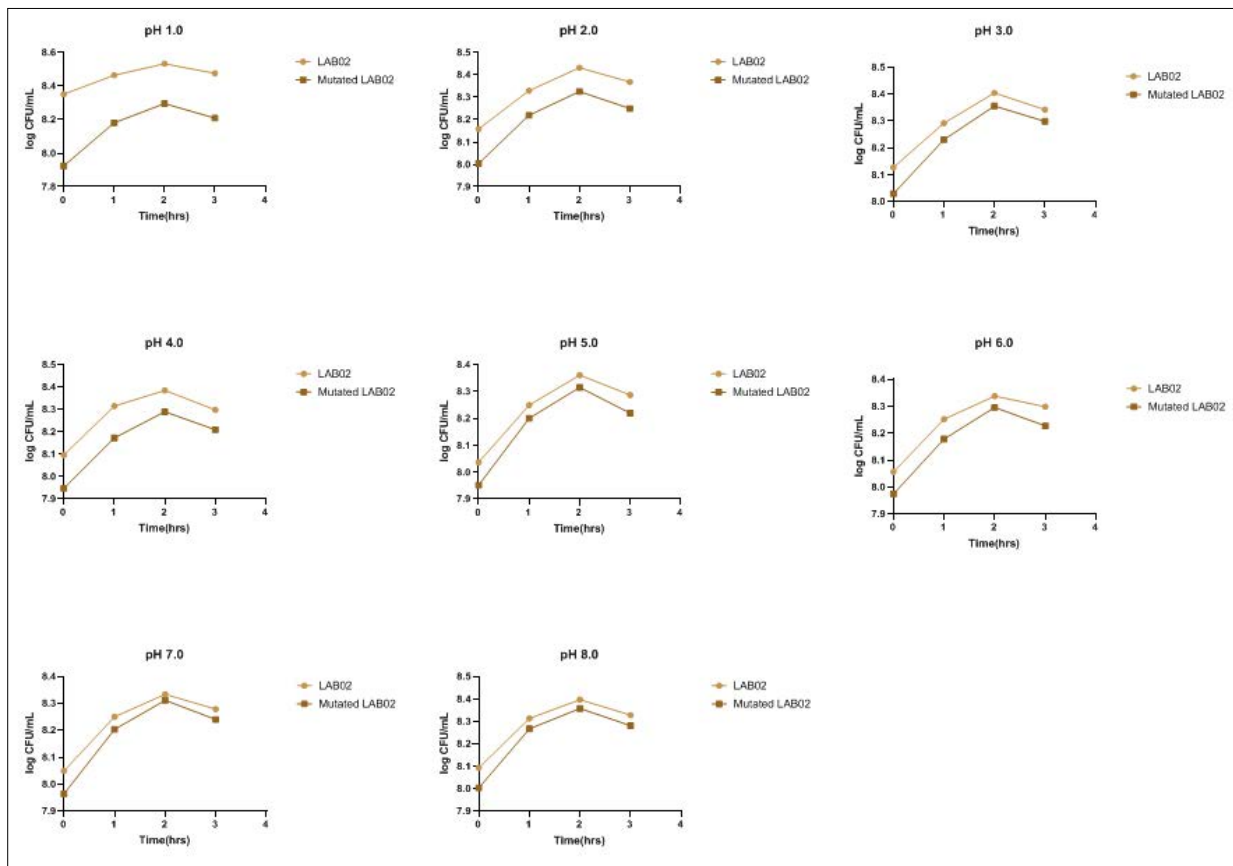 pH 1.0
8.6
8.4
8.2
8.0
7.8
log CFU/mL
0 1 2 3 4
Time(hrs)
LAB02
Mutated LAB02
pH 2.0
8.5
8.4
8.3
8.2
8.1
8.0
7.9
log CFU/mL
0 1 2 3 4
Time(hrs)
LAB02
Mutated LAB02
pH 3.0
8.5
8.4
8.3
8.2
8.1
8.0
log CFU/mL
0 1 2 3 4
Time(hrs)
LAB02
Mutated LAB02
pH 4.0
8.5
8.4
8.3
8.2
8.1
8.0
7.9
log CFU/mL
0 1 2 3 4
Time(hrs)
LAB02
Mutated LAB02
pH 5.0
8.4
8.3
8.2
8.1
8.0
7.9
log CFU/mL
0 1 2 3 4
Time(hrs)
LAB02
Mutated LAB02
pH 6.0
8.4
8.3
8.2
8.1
8.0
7.9
log CFU/mL
0 1 2 3 4
Time(hrs)
LAB02
Mutated LAB02
pH 7.0
8.4
8.3
8.2
8.1
8.0
7.9
log CFU/mL
0 1 2 3 4
Time(hrs)
LAB02
Mutated LAB02
pH 8.0
8.5
8.4
8.3
8.2
8.1
8.0
7.9
log CFU/mL
0 1 2 3 4
Time(hrs)
LAB02
Mutated LAB02